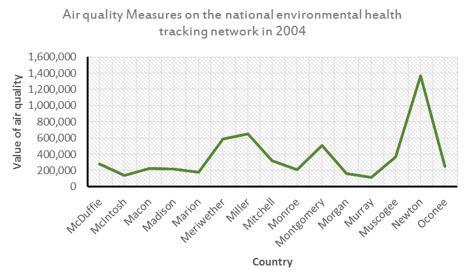 Air quality Measures on the national environmental health
tracking network in 2004
Value of air quality
1,600,000
1,400,000
1,200,000
1,000,000
800,000
600,000
400,000
200,000
0
McDuffie
McIntosh
Macon
Madison
Marion
Meriwether
Miller
Mitchell
Monroe
Montgomery
Morgan
Murray
Muscogee
Newton
Oconee
Country